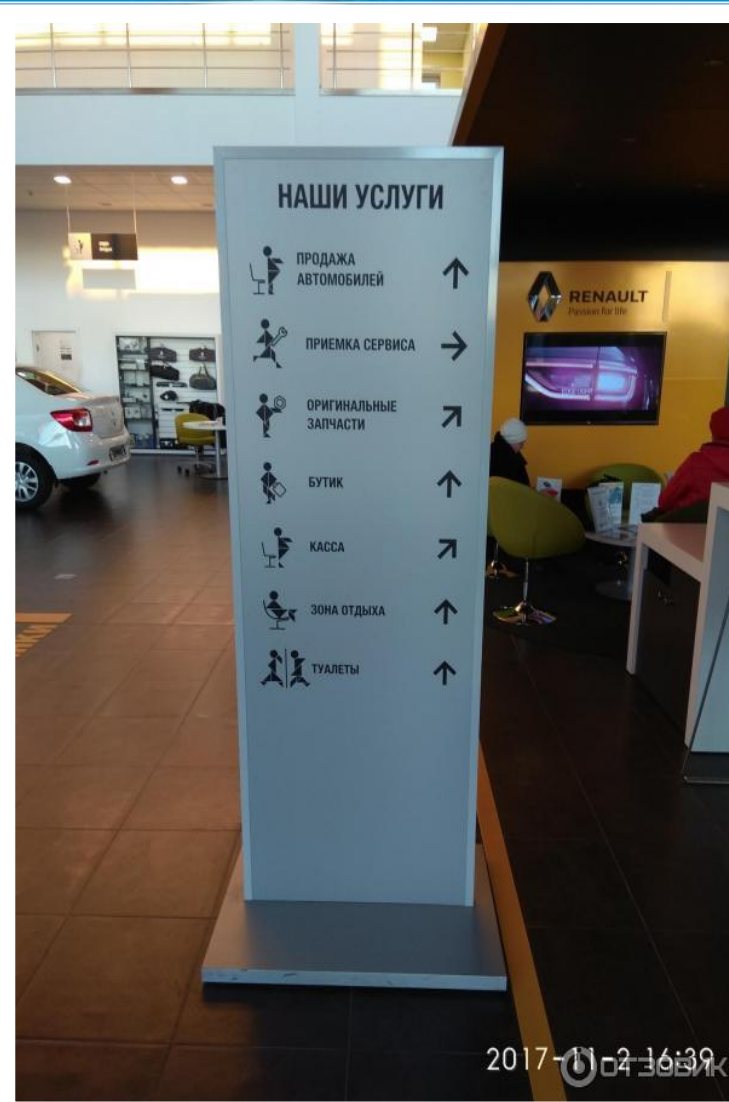 НАШИ УСЛУГИ
ПРОДАЖА
АВТОМОБИЛЕЙ
ПРИЕМКА СЕРВИСА
ОРИГИНАЛЬНЫЕ
ЗАПЧАСТИ
БУТИК
КАССА
ЗОНА ОТДЫХА
ТУАЛЕТЫ
RENAULT
Passion for life
2017-11-2 16:39
ОТЗОВИК